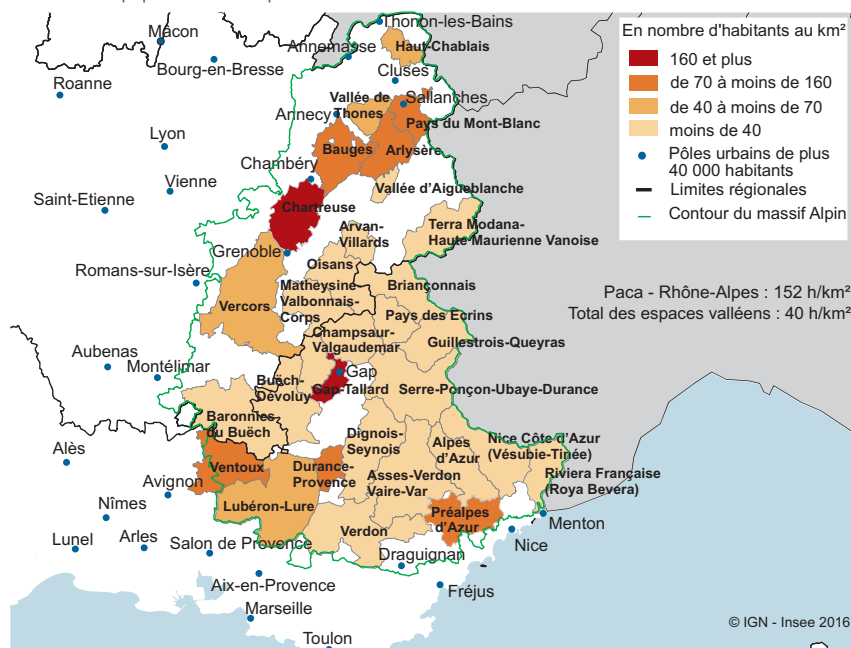 Thonon-les-Bains
Mâcon
Annemasse
Haut-Chablais
Bourg-en-Bresse
Cluses
Roanne
Vallée de
Thones
Sallanches
Annecy
Pays du Mont-Blanc
Lyon
Bauges
Arlysère
Chambéry
Vienne
Vallée d'Aigueblanche
Saint-Etienne
Chartreuse
Arvan-
Villards
Terra Modana-
Haute Maurienne Vanoise
Grenoble
Oisans
Romans-sur-Isère
Matheysine-
Valbonnais-
Corps
Briançonnais
Vercors
Pays des Ecrins
Champsaur-
Valgaudemar
Guillestrois-Queyras
Aubenas
Montélimar
Gap
Buëch-
Dévoluy
Gap-Tallard
Serre-Ponçon-Ubaye-Durance
Baronnies
du Buëch
Dignois-
Seynois
Alpes
d'Azur
Nice Côte d'Azur
(Vésubie-Tinée)
Alès
Ventoux
Durance-
Provence
Asses-Verdon
Vaire-Var
Riviera Française
(Roya Bevera)
Avignon
Nîmes
Lubéron-Lure
Préalpes
d'Azur
Menton
Lunel
Arles
Salon de Provence
Verdon
Nice
Draguignan
Aix-en-Provence
Fréjus
Marseille
Toulon
En nombre d'habitants au km²
160 et plus
de 70 à moins de 160
de 40 à moins de 70
moins de 40
Pôles urbains de plus
40 000 habitants
Limites régionales
Contour du massif Alpin
Paca - Rhône-Alpes : 152 h/km²
Total des espaces valléens : 40 h/km²
© IGN - Insee 2016